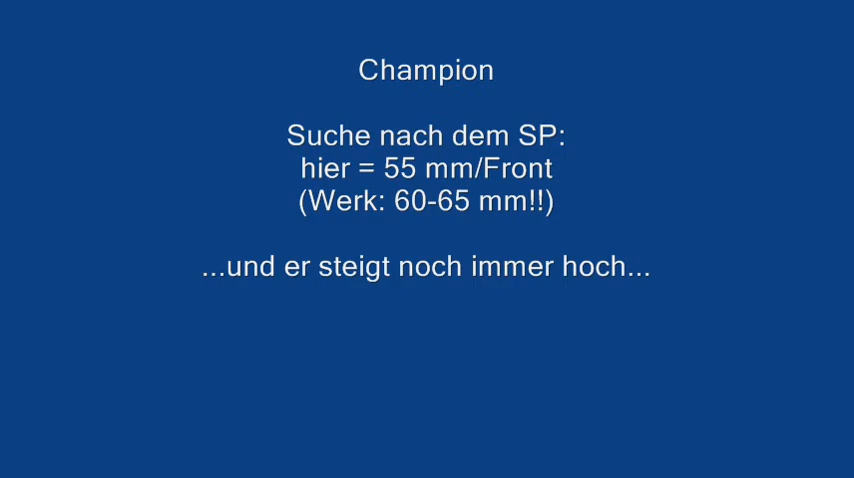 Champion
Suche nach dem SP:
hier = 55 mm/Front
(Werk: 60-65 mm!!)
...und er steigt noch immer hoch...